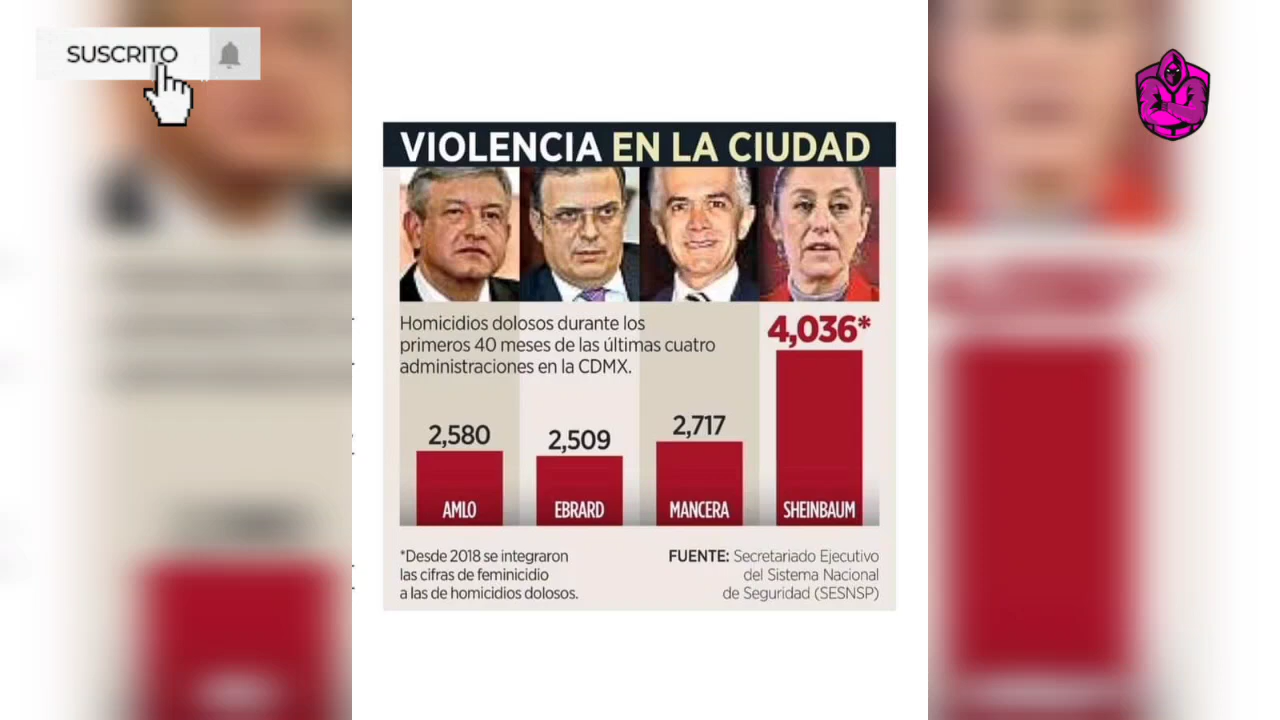 SUSCRITO
VIOLENCIA EN LA CIUDAD
Homicidios dolosos durante los
primeros 40 meses de las últimas cuatro
administraciones en la CDMX.
2,580
2,509
2,717
4,036*
AMLO
EBRARD
MANCERA
SHEINBAUM
*Desde 2018 se integraron
las cifras de feminicidio
a las de homicidios dolosos.
FUENTE: Secretariado Ejecutivo
del Sistema Nacional
de Seguridad (SESNSP)